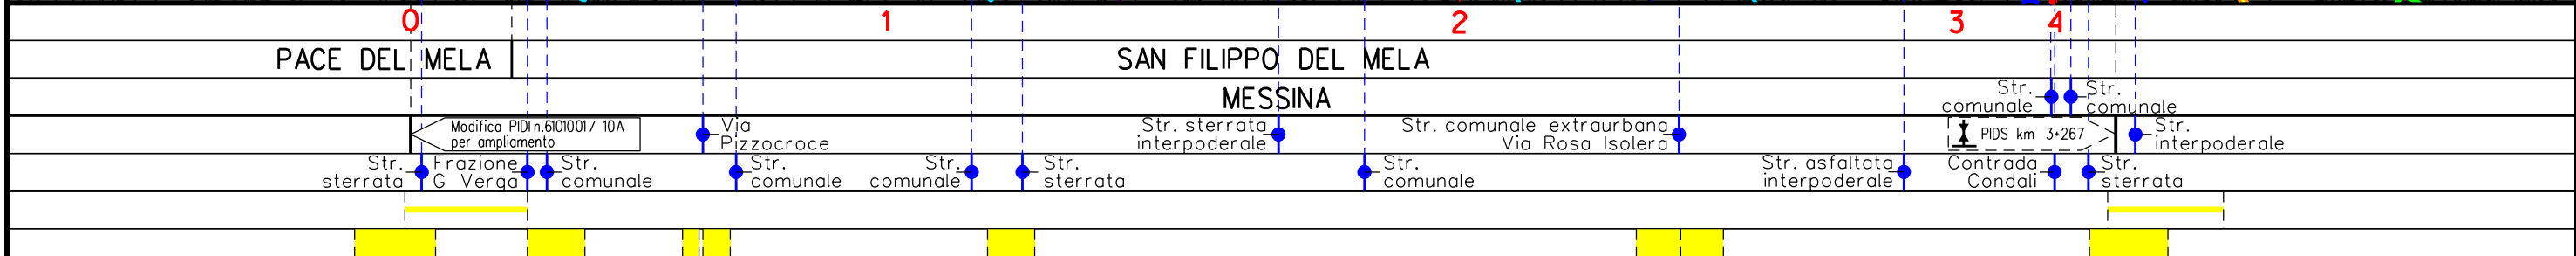 0 1 2 3 4
PACE DEL MELA SAN FILIPPO DEL MELA
MESSINA
Str. comunale
Str. comunale
Modifica PIDI n.6101001/ 10A
per ampliamento
Via
Pizzocroce
Str. sterrata
interpoderale
Str. comunale extraurbana
Via Rosa Isolera
PIDS km 3+267
Str.
interpoderale
Str.
sterrata
Frazione
G Verga
Str.
comunale
Str.
comunale
Str.
comunale
Str.
sterrata
Str.
comunale
Str. asfaltata
interpoderale
Contrada
Condali
Str.
sterrata